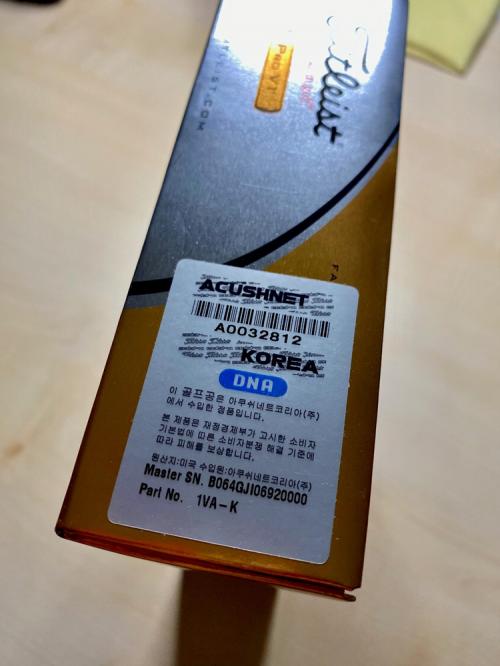 Titleist
Pro V1
TLEIST.COM
FA
ACUSHNET
A0032812
KOREA
DNA
이 골프공은 아쿠쉬네트코리아(주)
에서 수입한 정품입니다.
본 제품은 재정경제부가 고시한 소비자
기본법에 따른 소비자분쟁 해결 기준에
따라 피해를 보상합니다.
원산지:미국 수입원:아쿠쉬네트코리아(주)
Master SN. B064GJI06920000
Part No. 1VA-K